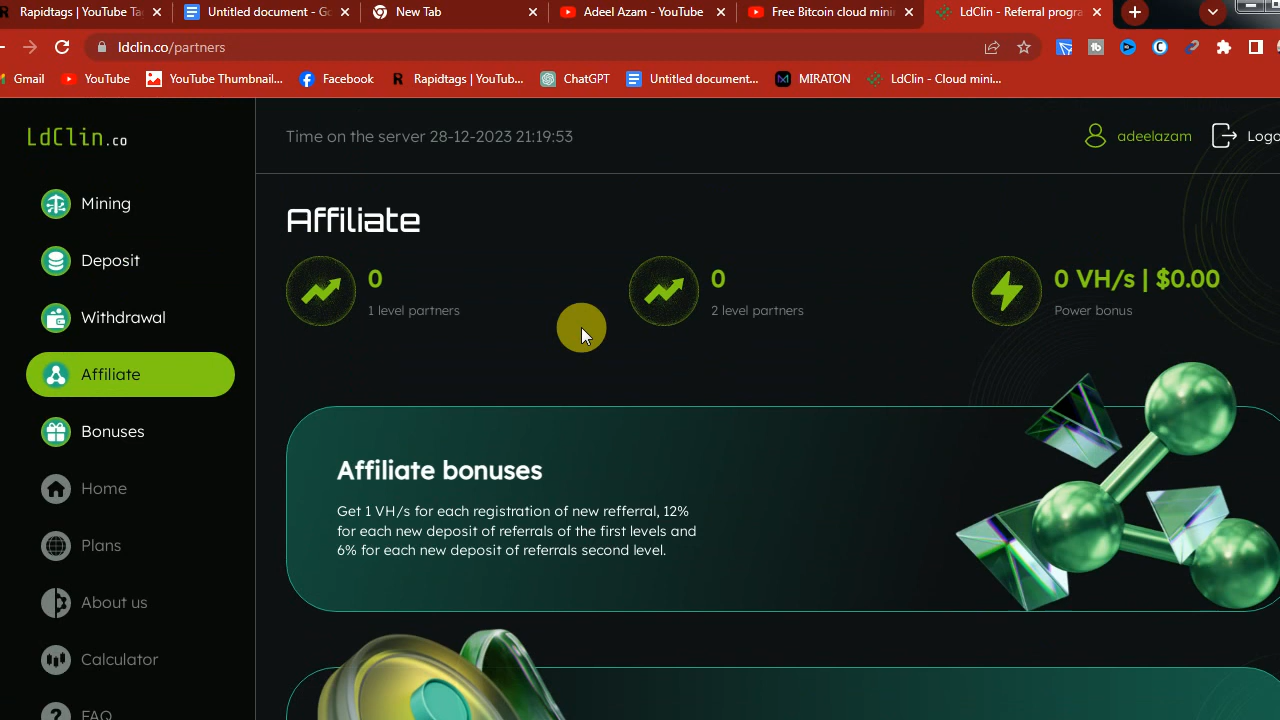 Rapidtags | YouTube Ta
Untitled document - Go
New Tab
Adeel Azam - YouTube
Free Bitcoin cloud mini
LdClin - Referral progra
ldclin.co/partners
Gmail
YouTube
YouTube Thumbnail...
Facebook
Rapidtags | YouTub...
ChatGPT
Untitled document...
MIRATON
LdClin - Cloud mini...
LdClin.co
Time on the server 28-12-2023 21:19:53
adeelazam
Logo
Mining
Deposit
Withdrawal
Affiliate
Bonuses
Home
Plans
About us
Calculator
FAQ
Affiliate
0
1 level partners
0
2 level partners
0 VH/s | $0.00
Power bonus
Affiliate bonuses
Get 1 VH/s for each registration of new refferral, 12%
for each new deposit of referrals of the first levels and
6% for each new deposit of referrals second level.